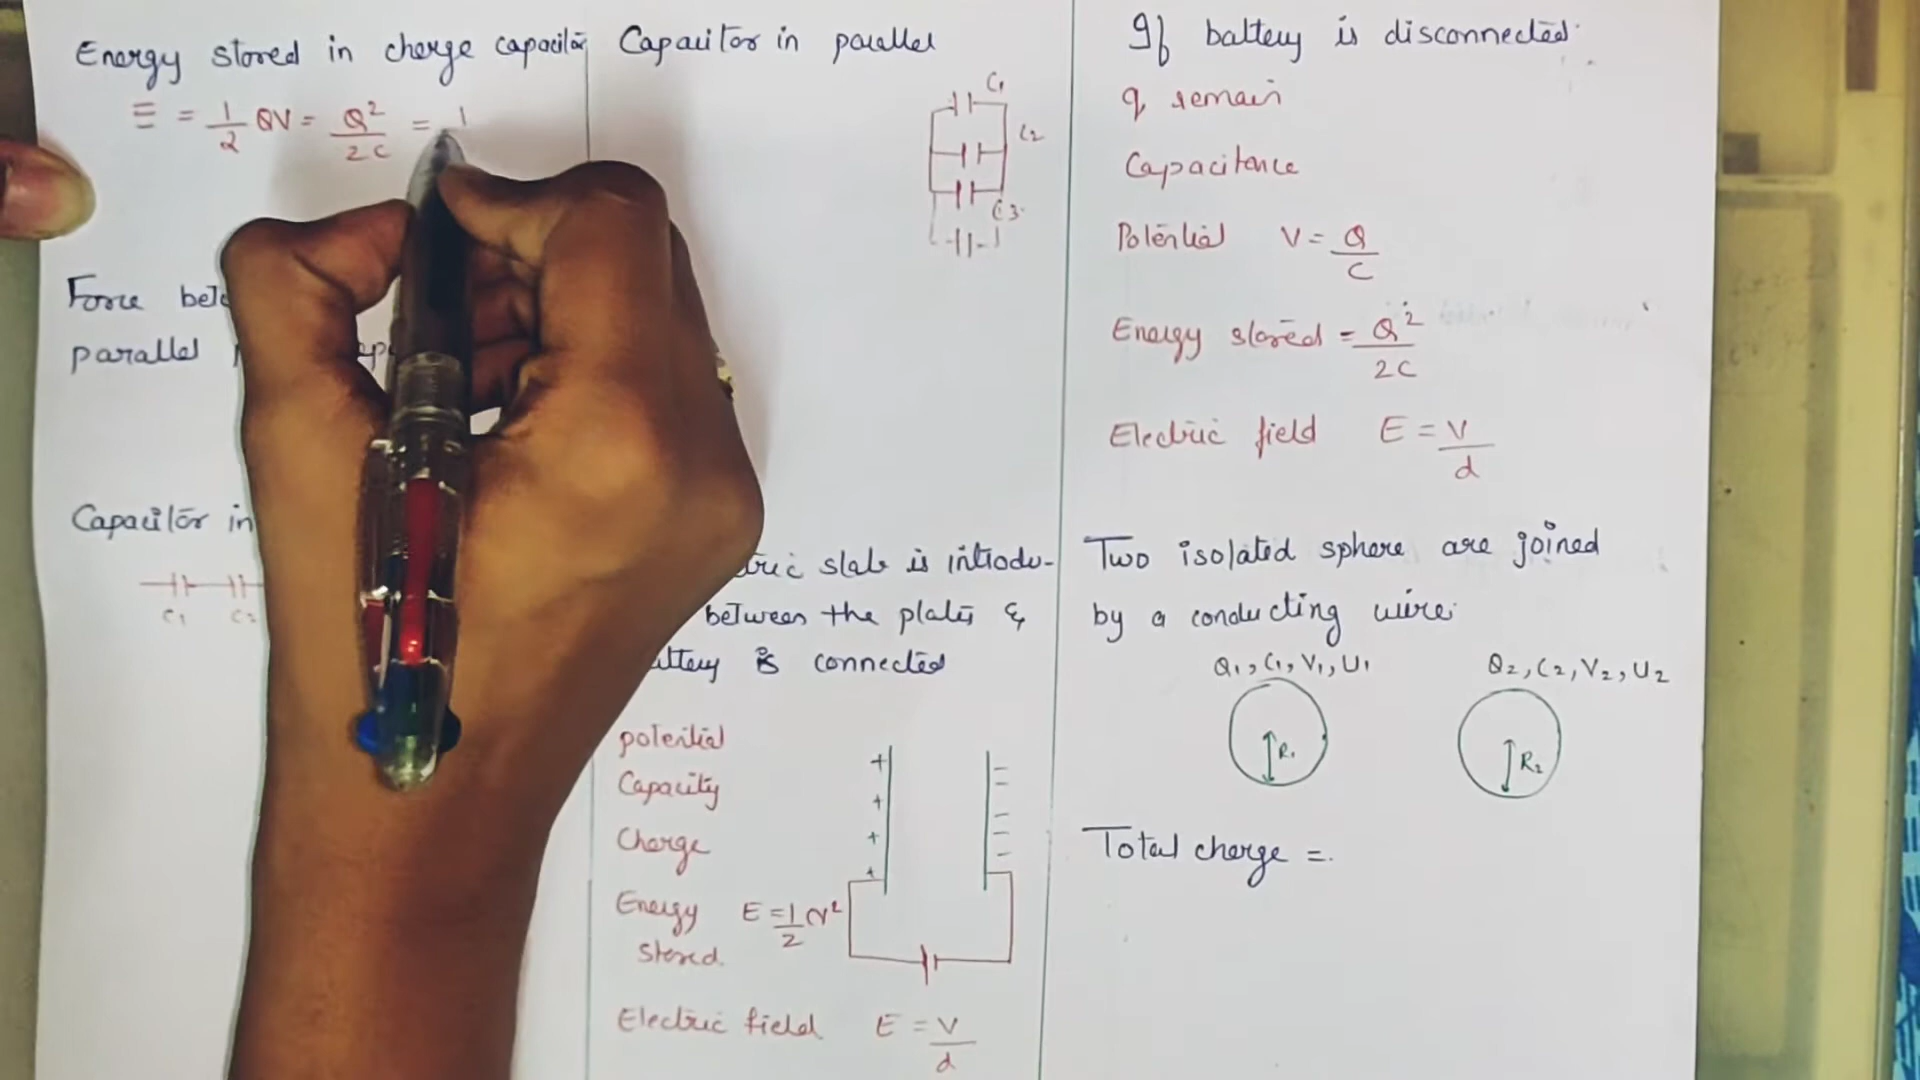 Energy stored in charge capacitor
E = 1/2 QV = Q²/2C = 1
Force
parallel
Capacitor in
C1 C2
Capacitor in parallel
C1
C2
C3
slab is introdu-
between the plates &
is connected
potential
Capacity
Charge
Energy stored E = 1/2 CV²
+ + + +
Electric field E = V/d
If battery is disconnected
q remain
Capacitance
Potential V = Q/C
Energy stored = Q²/2C
Electric field E = V/d
Two isolated sphere are joined
by a conducting wire
Q1, C1, V1, U1 Q2, C2, V2, U2
R1 R2
Total charge =